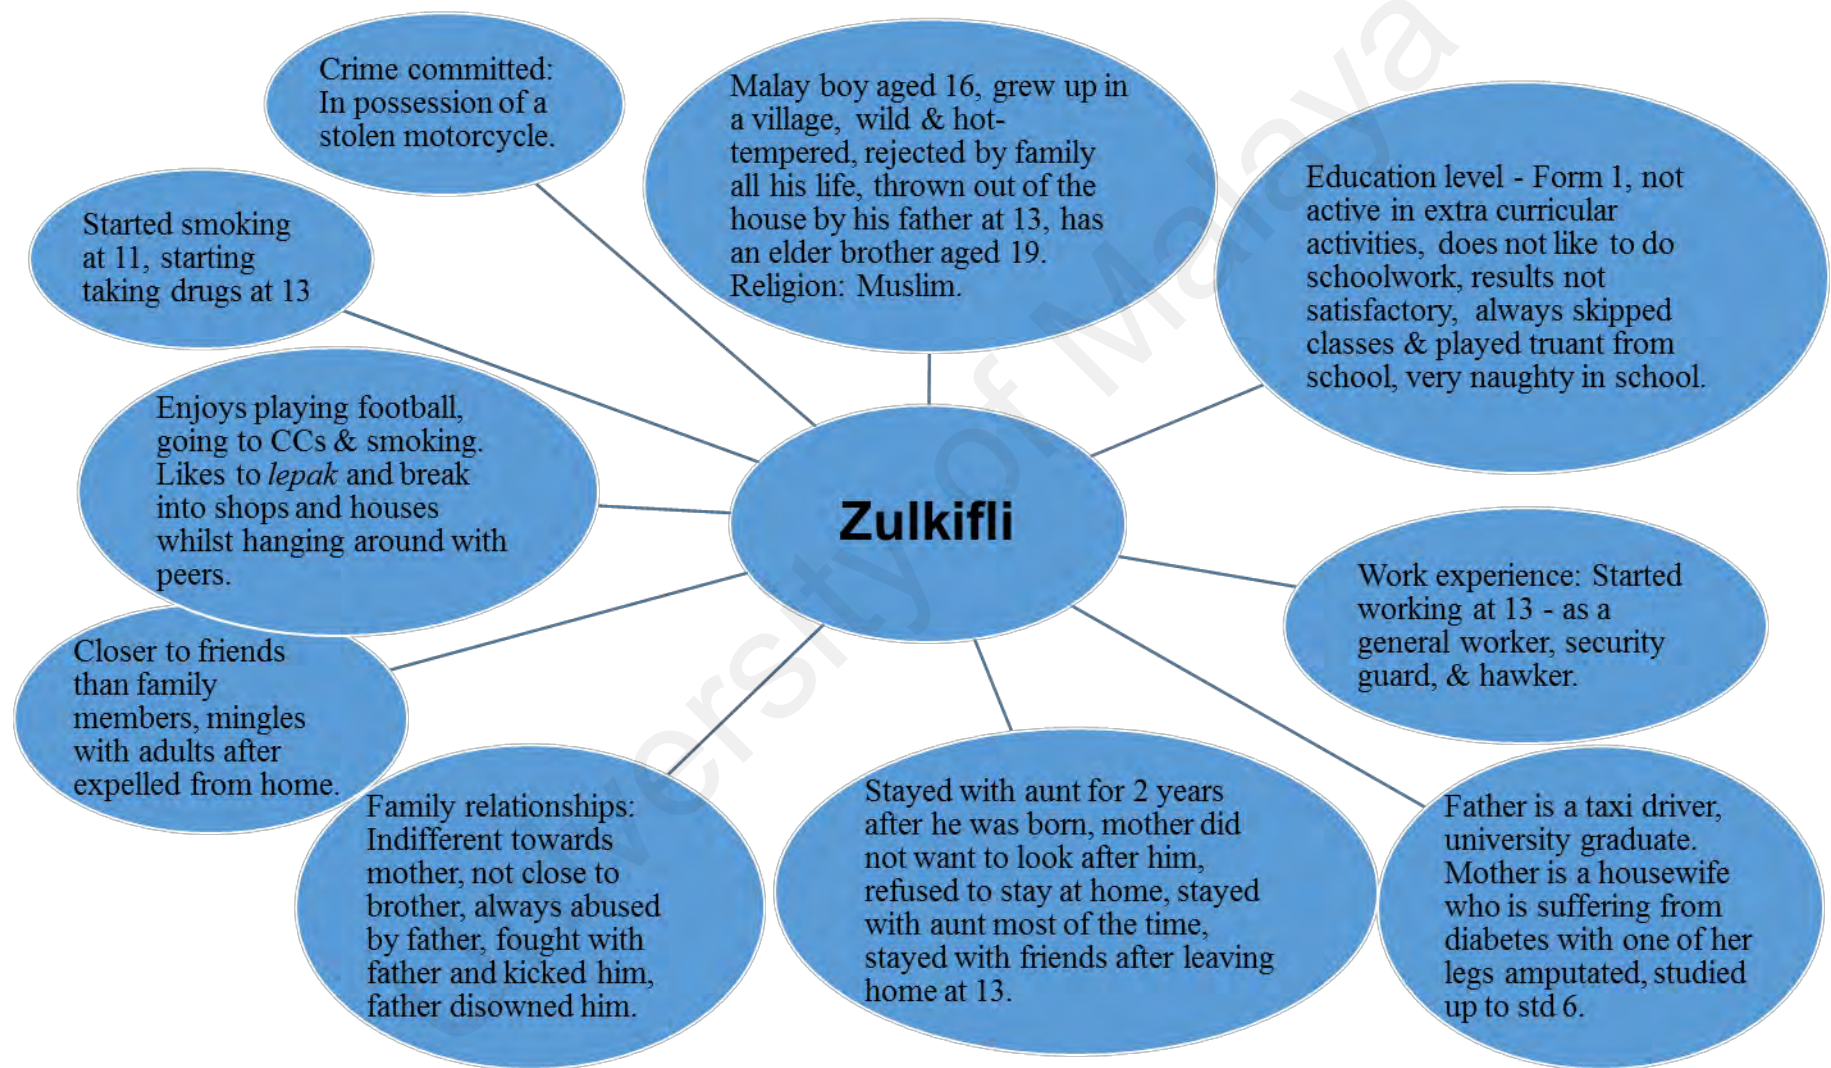 Crime committed:
In possession of a
stolen motorcycle.
Malay boy aged 16, grew up in
a village, wild & hot-
tempered, rejected by family
all his life, thrown out of the
house by his father at 13, has
an elder brother aged 19.
Religion: Muslim.
Education level - Form 1, not
active in extra curricular
activities, does not like to do
schoolwork, results not
satisfactory, always skipped
classes & played truant from
school, very naughty in school.
Started smoking
at 11, starting
taking drugs at 13
Enjoys playing football,
going to CCs & smoking.
Likes to lepak and break
into shops and houses
whilst hanging around with
peers.
Zulkifli
Work experience: Started
working at 13 - as a
general worker, security
guard, & hawker.
Closer to friends
than family
members, mingles
with adults after
expelled from home.
Family relationships:
Indifferent towards
mother, not close to
brother, always abused
by father, fought with
father and kicked him,
father disowned him.
Stayed with aunt for 2 years
after he was born, mother did
not want to look after him,
refused to stay at home, stayed
with aunt most of the time,
stayed with friends after leaving
home at 13.
Father is a taxi driver,
university graduate.
Mother is a housewife
who is suffering from
diabetes with one of her
legs amputated, studied
up to std 6.
versity of Malaya